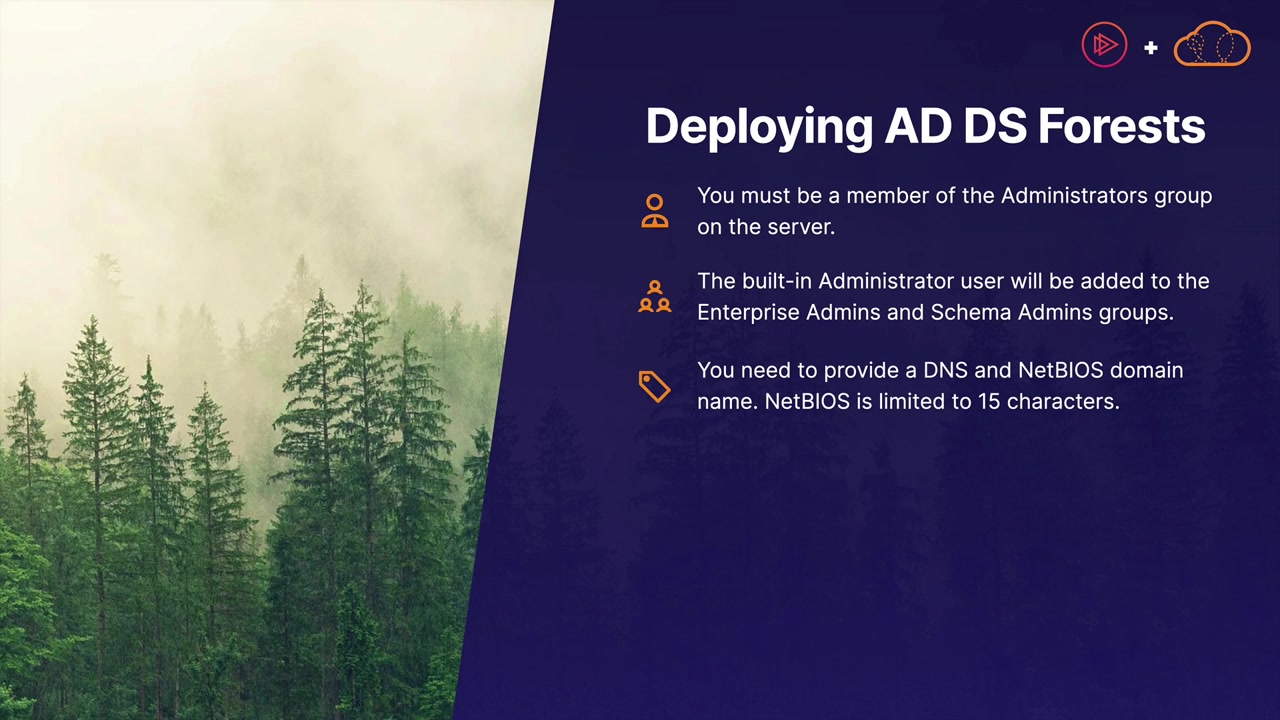 Deploying AD DS Forests
You must be a member of the Administrators group
on the server.
The built-in Administrator user will be added to the
Enterprise Admins and Schema Admins groups.
You need to provide a DNS and NetBIOS domain
name. NetBIOS is limited to 15 characters.